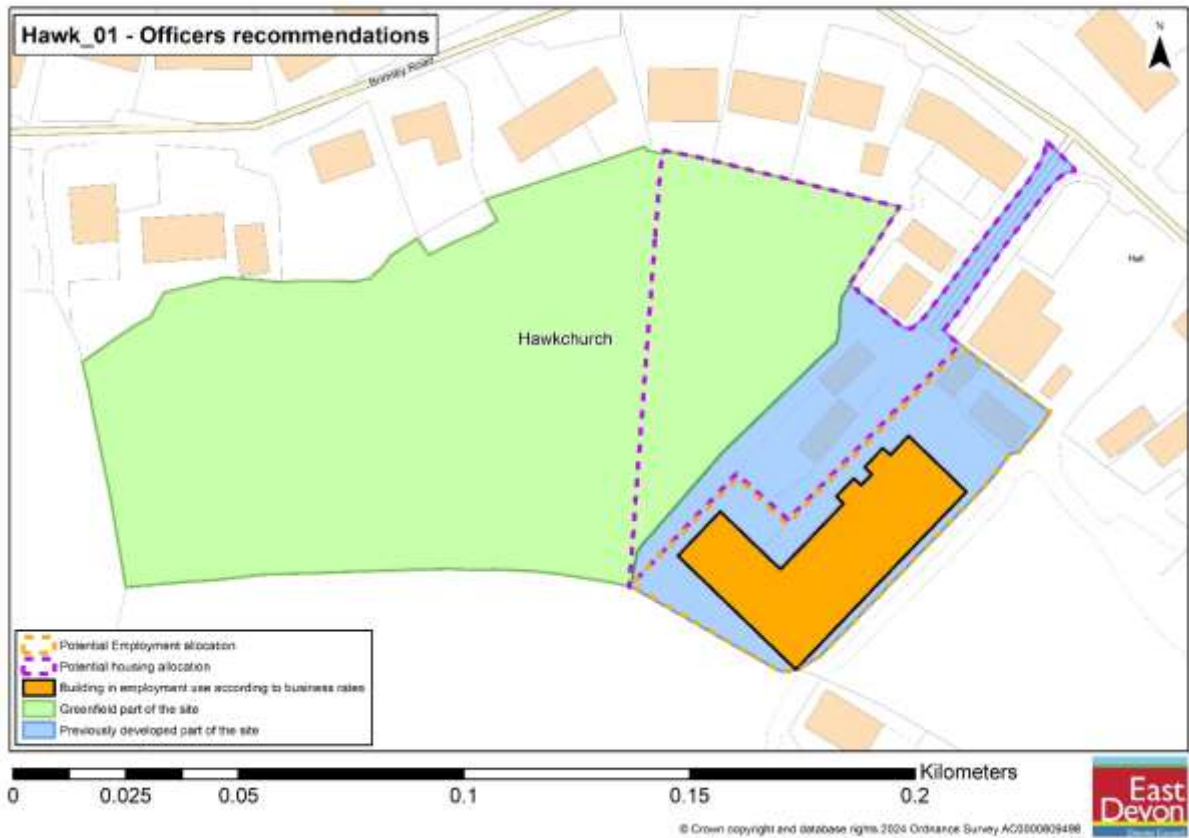 Hawk_01 - Officers recommendations
N
Brimley Road
Hall
Hawkchurch
Potential Employment allocation
Potential housing allocation
Building in employment use according to business rates
Greenfield part of the site
Previously developed part of the site
Kilometers
0 0.025 0.05 0.1 0.15 0.2
East
Devon
© Crown copyright and database rights 2024 Ordnance Survey